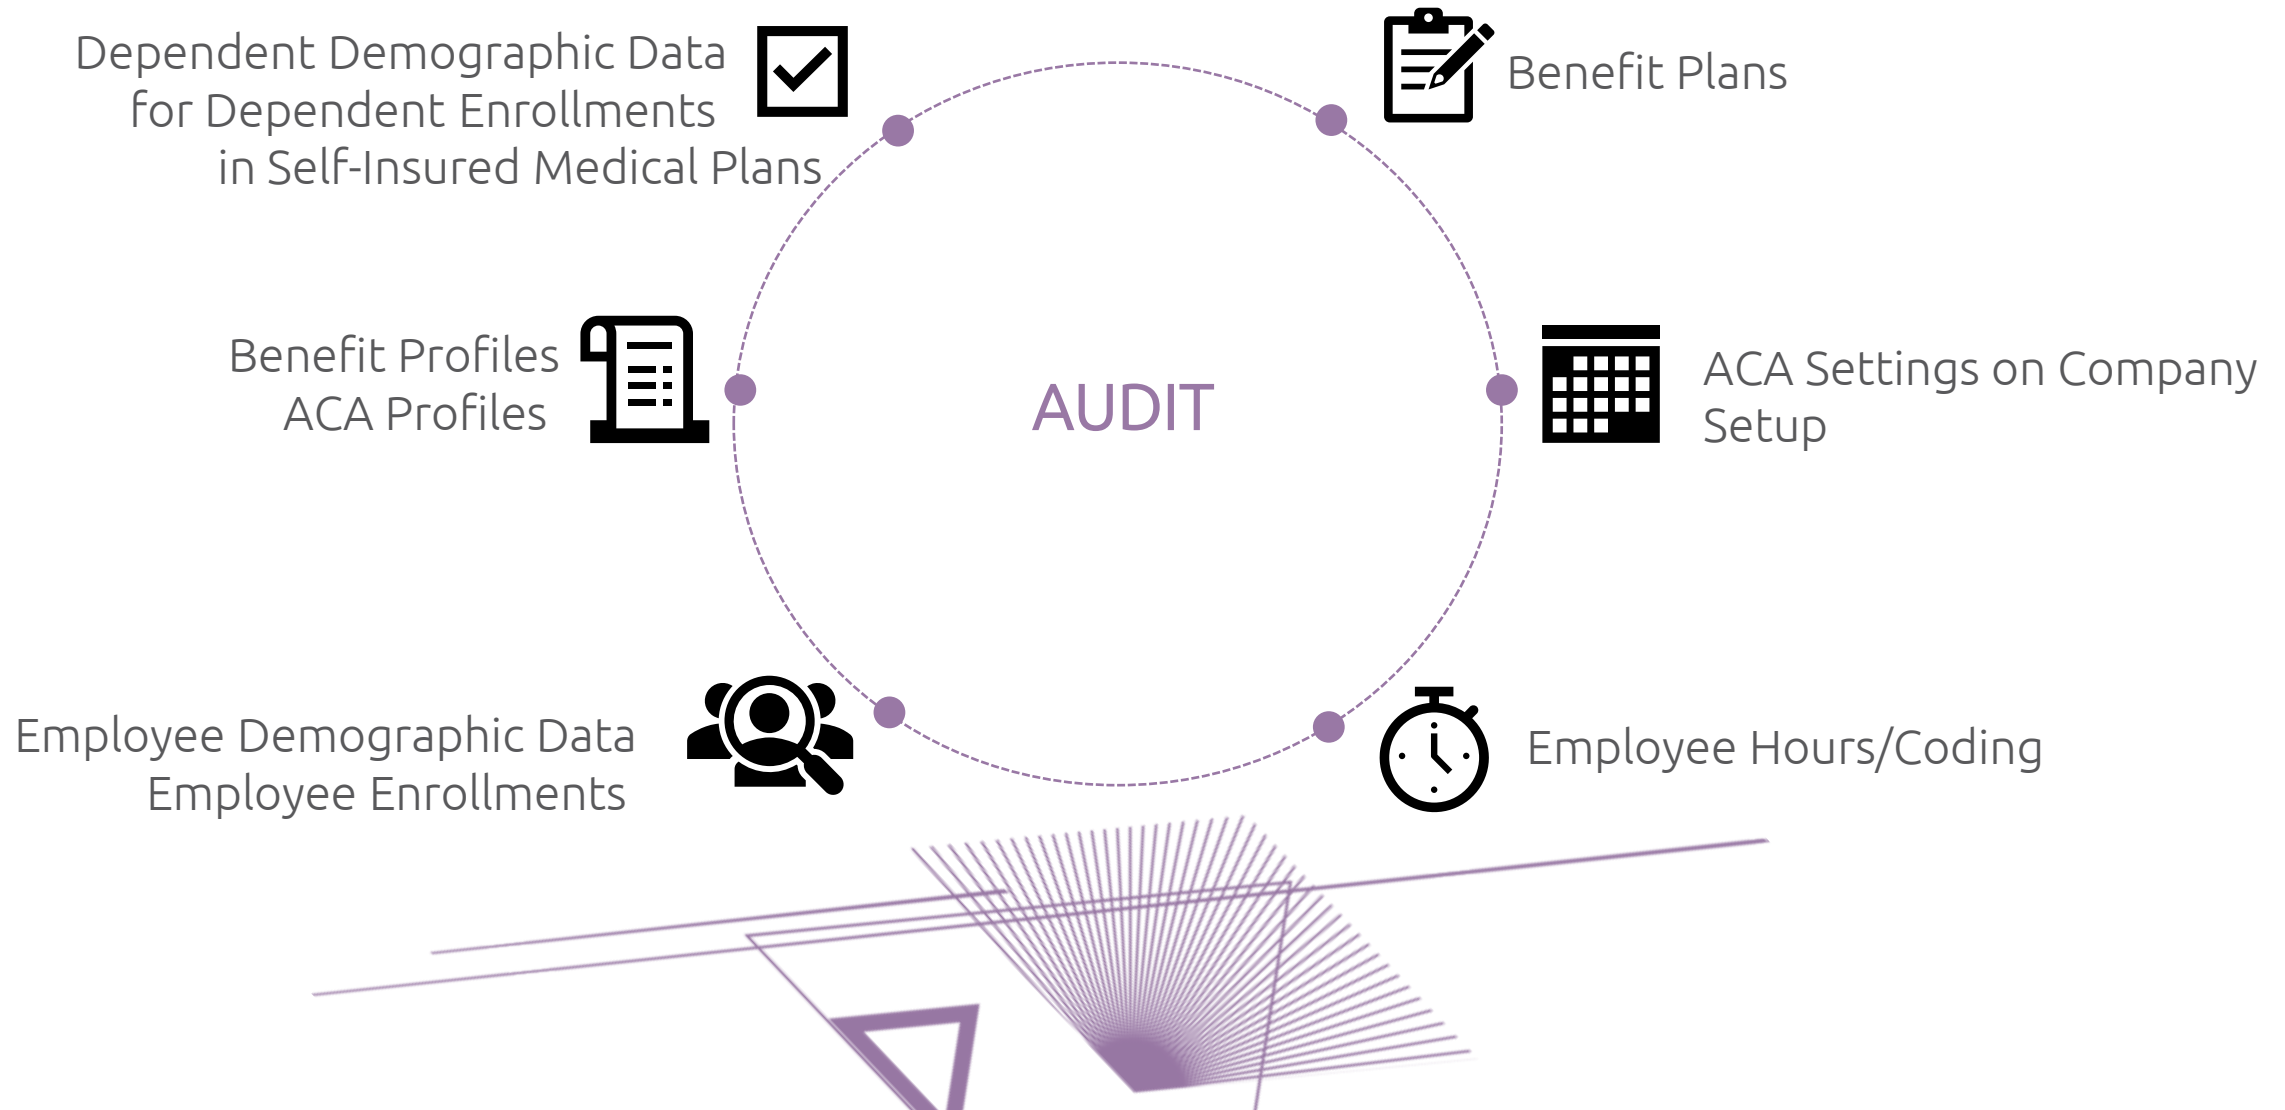 Dependent Demographic Data
for Dependent Enrollments
in Self-Insured Medical Plans
Benefit Plans
Benefit Profiles
ACA Profiles
AUDIT
ACA Settings on Company
Setup
Employee Demographic Data
Employee Enrollments
Employee Hours/Coding